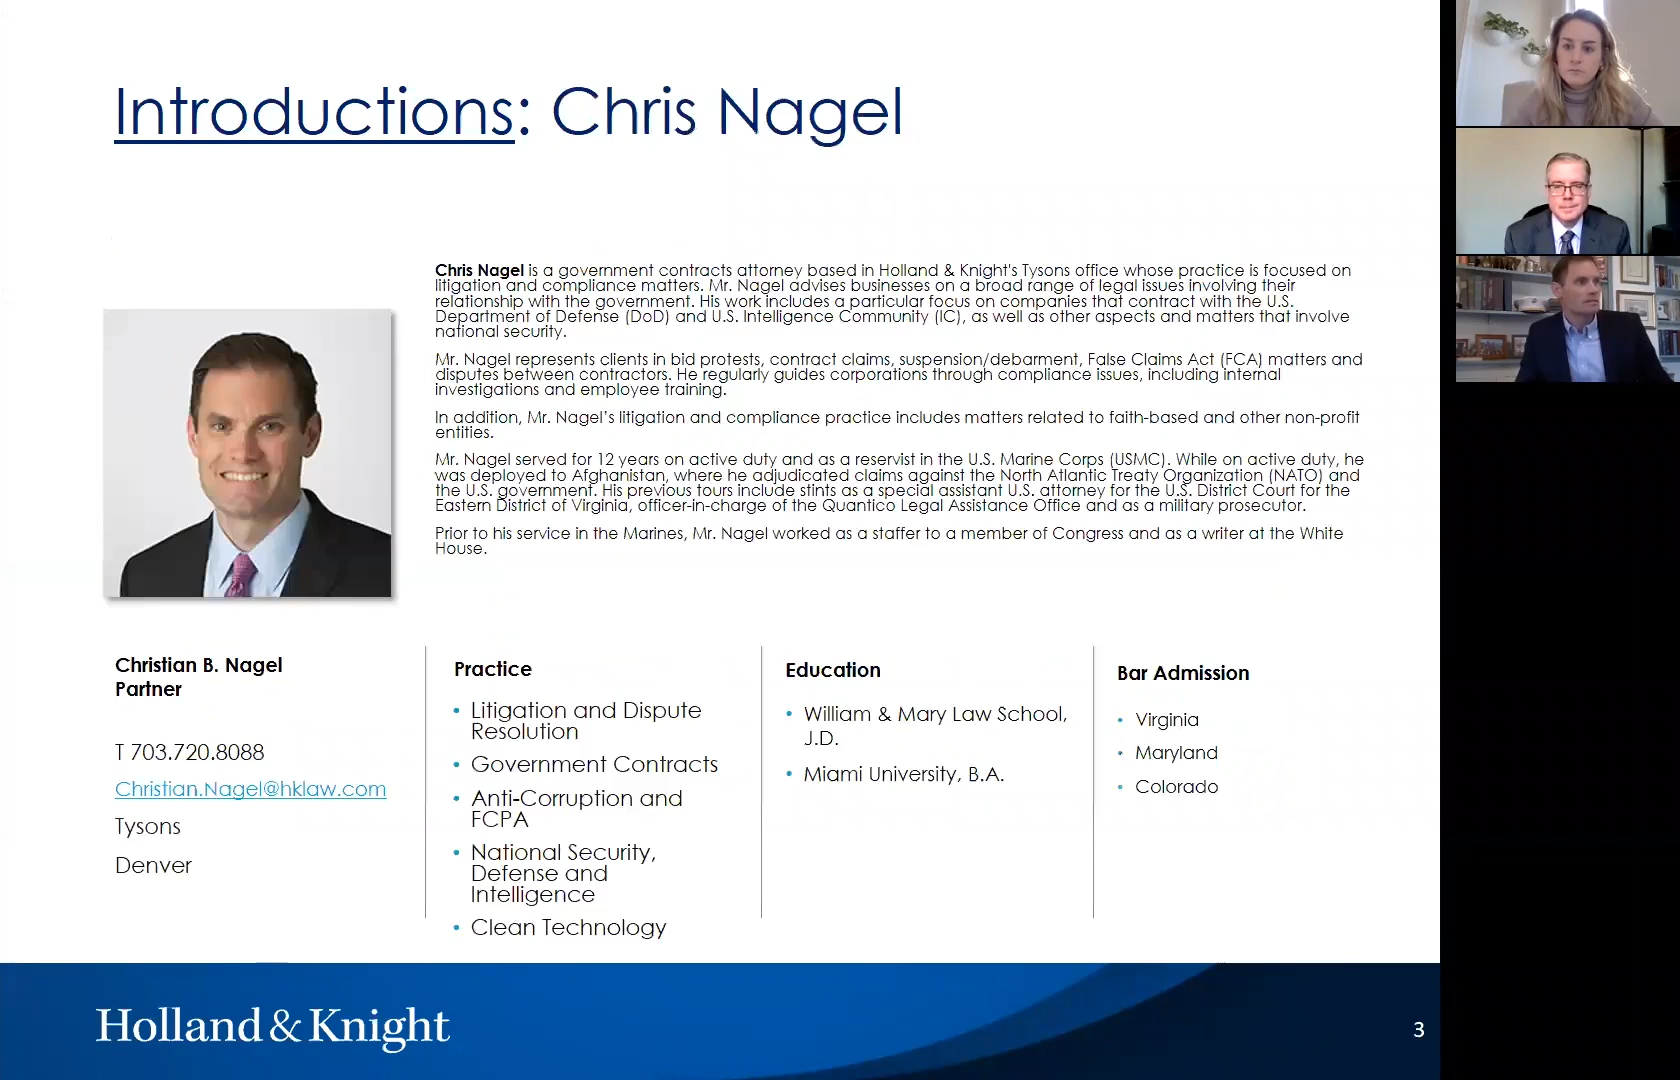 Introductions: Chris Nagel
Chris Nagel is a government contracts attorney based in Holland & Knight's Tysons office whose practice is focused on
litigation and compliance matters. Mr. Nagel advises businesses on a broad range of legal issues involving their
relationship with the government. His work includes a particular focus on companies that contract with the U.S.
Department of Defense (DoD) and U.S. Intelligence Community (IC), as well as other aspects and matters that involve
national security.
Mr. Nagel represents clients in bid protests, contract claims, suspension/debarment, False Claims Act (FCA) matters and
disputes between contractors. He regularly guides corporations through compliance issues, including internal
investigations and employee training.
In addition, Mr. Nagel's litigation and compliance practice includes matters related to faith-based and other non-profit
entities.
Mr. Nagel served for 12 years on active duty and as a reservist in the U.S. Marine Corps (USMC). While on active duty, he
was deployed to Afghanistan, where he adjudicated claims against the North Atlantic Treaty Organization (NATO) and
the U.S. government. His previous tours include stints as a special assistant U.S. attorney for the U.S. District Court for the
Eastern District of Virginia, officer-in-charge of the Quantico Legal Assistance Office and as a military prosecutor.
Prior to his service in the Marines, Mr. Nagel worked as a staffer to a member of Congress and as a writer at the White
House.
Christian B. Nagel
Partner
T 703.720.8088
Christian.Nagel@hklaw.com
Tysons
Denver
Practice
• Litigation and Dispute
Resolution
• Government Contracts
• Anti-Corruption and
FCPA
• National Security,
Defense and
Intelligence
• Clean Technology
Education
• William & Mary Law School,
J.D.
• Miami University, B.A.
Bar Admission
• Virginia
• Maryland
• Colorado
Holland & Knight
3